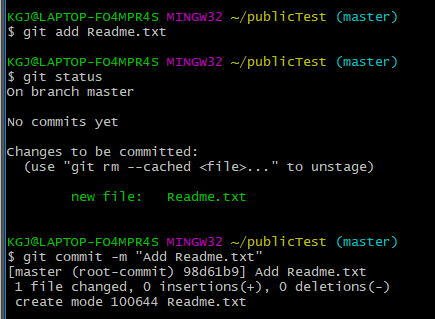 KGJ@LAPTOP-FO4MPR4S MINGW32 ~/publicTest (master)
$ git add Readme.txt
KGJ@LAPTOP-FO4MPR4S MINGW32 ~/publicTest (master)
$ git status
On branch master
No commits yet
Changes to be committed:
  (use "git rm --cached <file>..." to unstage)
        new file:   Readme.txt
KGJ@LAPTOP-FO4MPR4S MINGW32 ~/publicTest (master)
$ git commit -m "Add Readme.txt"
[master (root-commit) 98d61b9] Add Readme.txt
 1 file changed, 0 insertions(+), 0 deletions(-)
 create mode 100644 Readme.txt